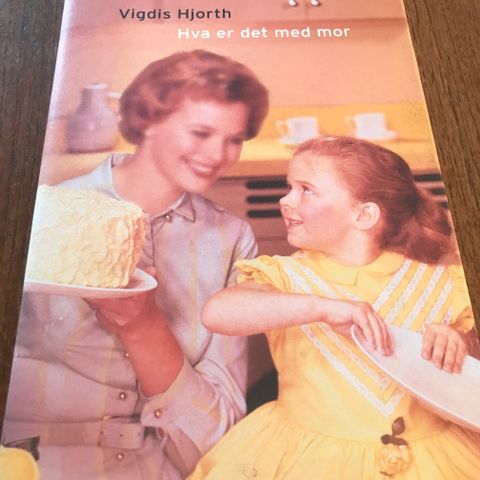 Vigdis Hjorth
Hva er det med mor